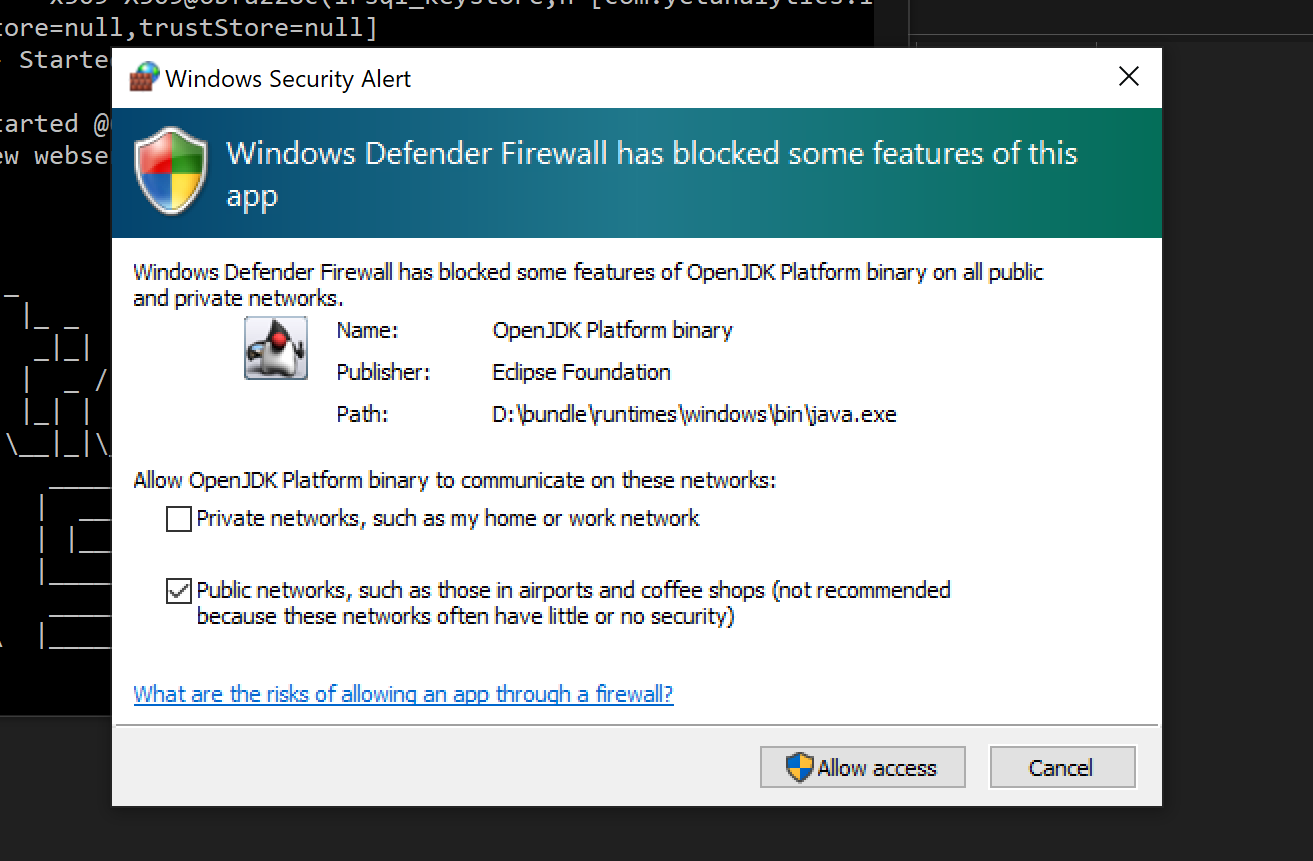 ore=null,trustStore=null]
Starte
Windows Security Alert
arted @
ew webse
Windows Defender Firewall has blocked some features of this
app
Windows Defender Firewall has blocked some features of OpenJDK Platform binary on all public
and private networks.
Name: OpenJDK Platform binary
Publisher: Eclipse Foundation
Path: D:\bundle\runtimes\windows\bin\java.exe
Allow OpenJDK Platform binary to communicate on these networks:
Private networks, such as my home or work network
Public networks, such as those in airports and coffee shops (not recommended
because these networks often have little or no security)
What are the risks of allowing an app through a firewall?
Allow access Cancel